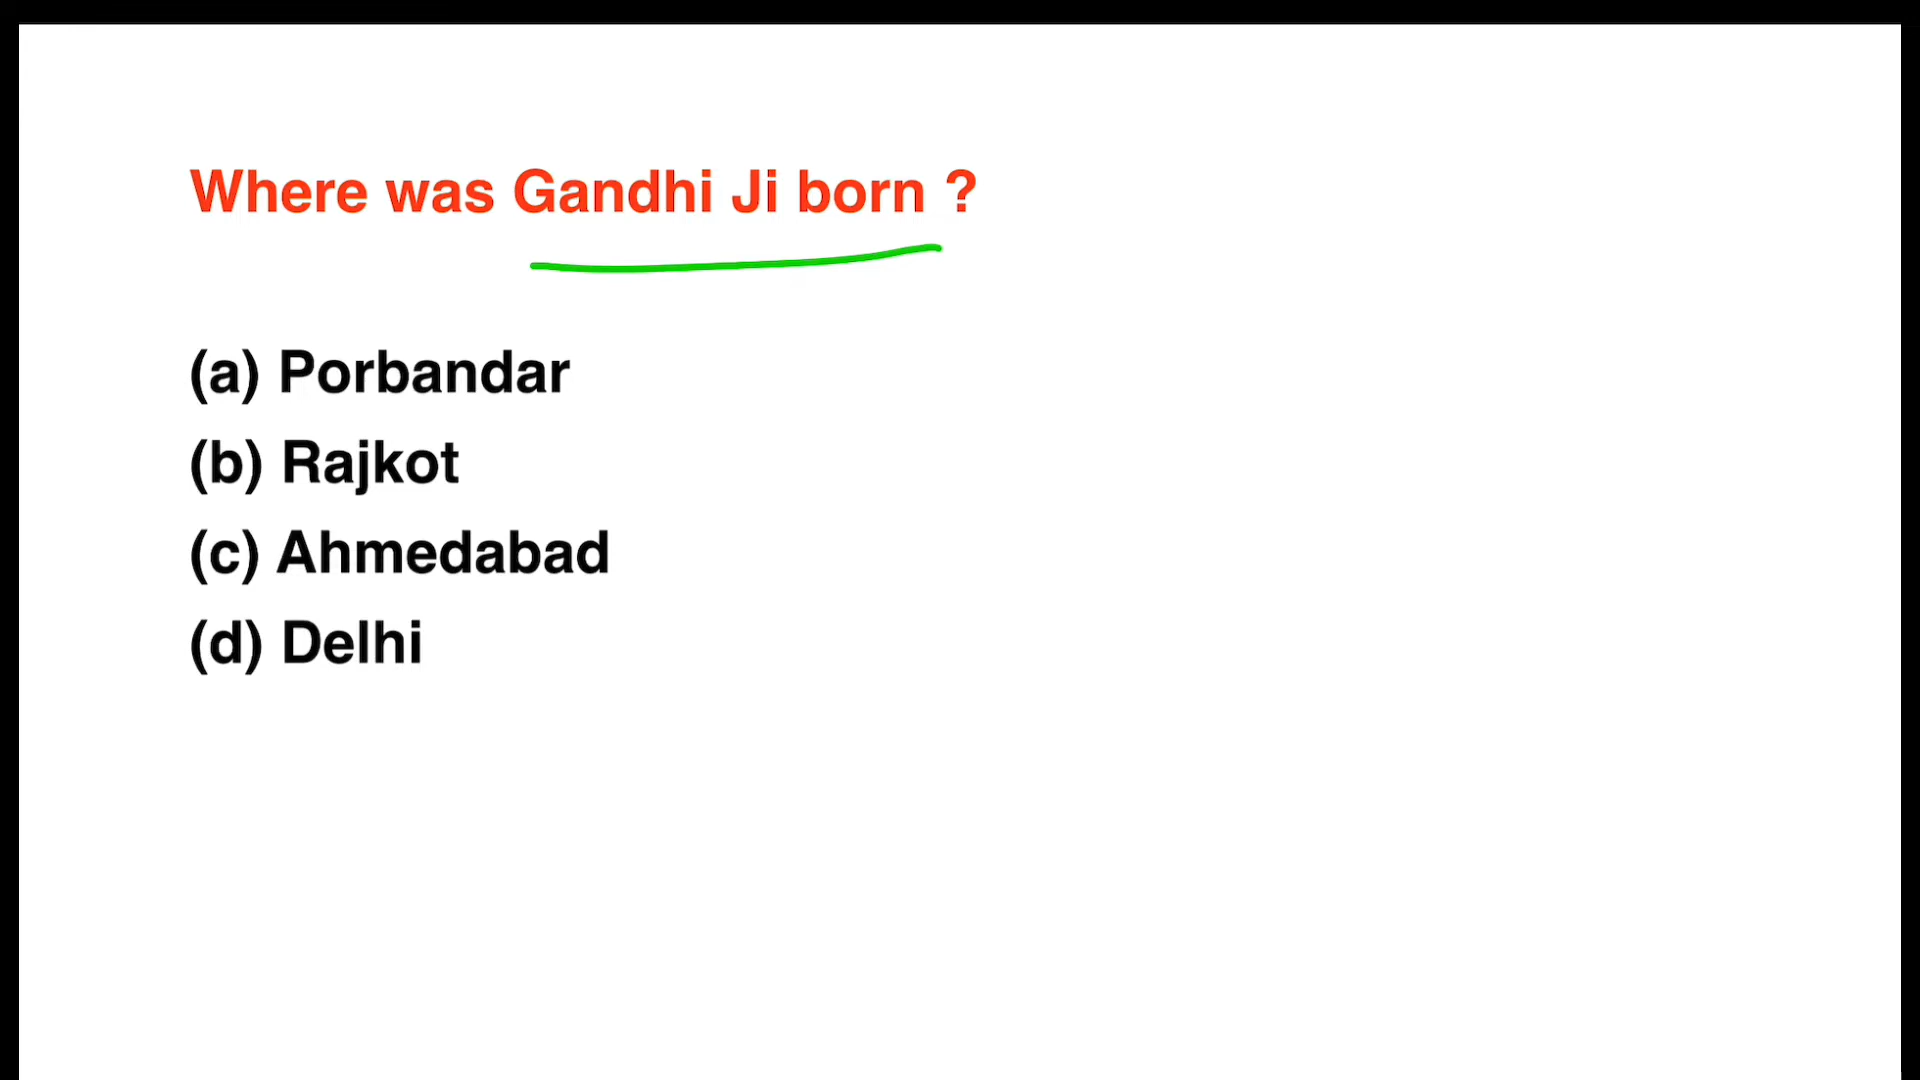 Where was Gandhi Ji born ?
(a) Porbandar
(b) Rajkot
(c) Ahmedabad
(d) Delhi